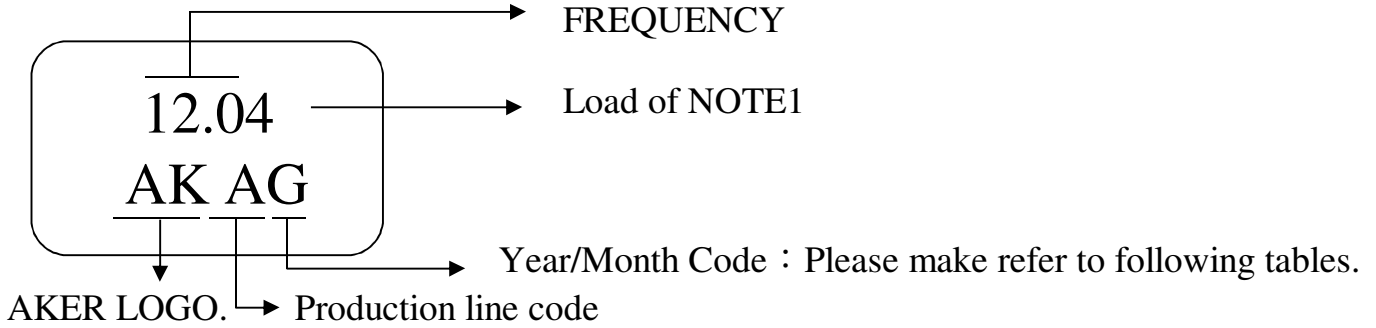 FREQUENCY
12.04
Load of NOTE1
AK AG
Year/Month Code：Please make refer to following tables.
AKER LOGO.
Production line code